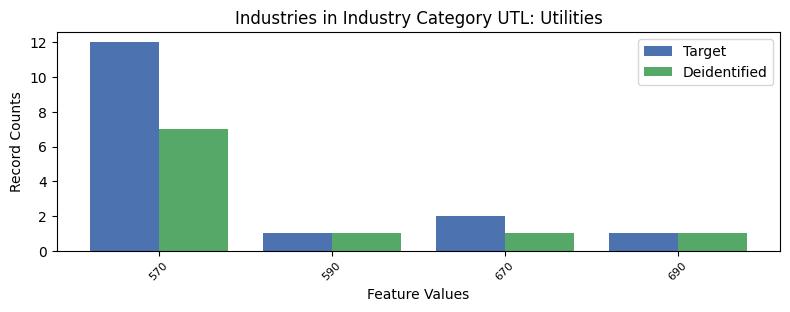 Industries in Industry Category UTL: Utilities
Target
Deidentified
Record Counts
12
10
8
6
4
2
0
570
590
670
690
Feature Values